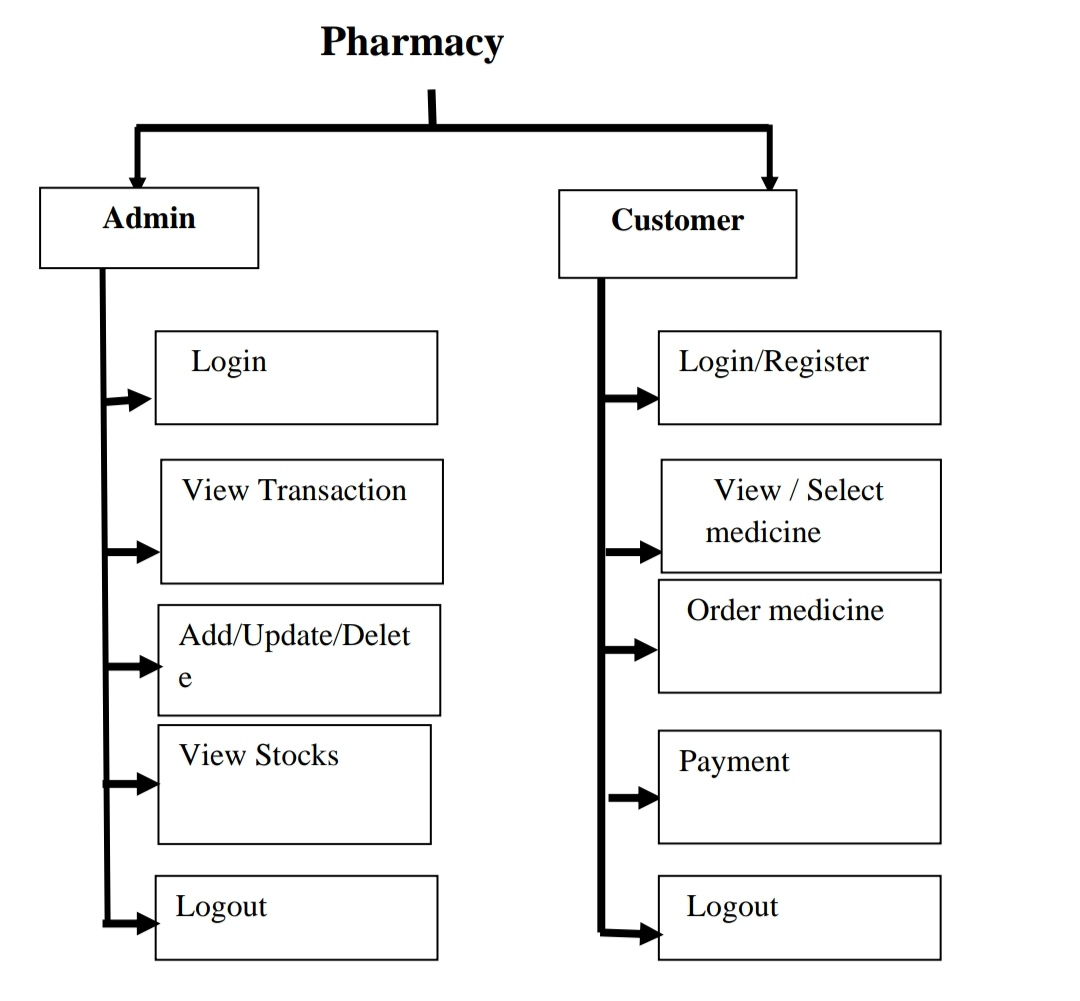 Pharmacy
Admin
Login
View Transaction
Add/Update/Delet
e
View Stocks
Logout
Customer
Login/Register
View / Select
medicine
Order medicine
Payment
Logout